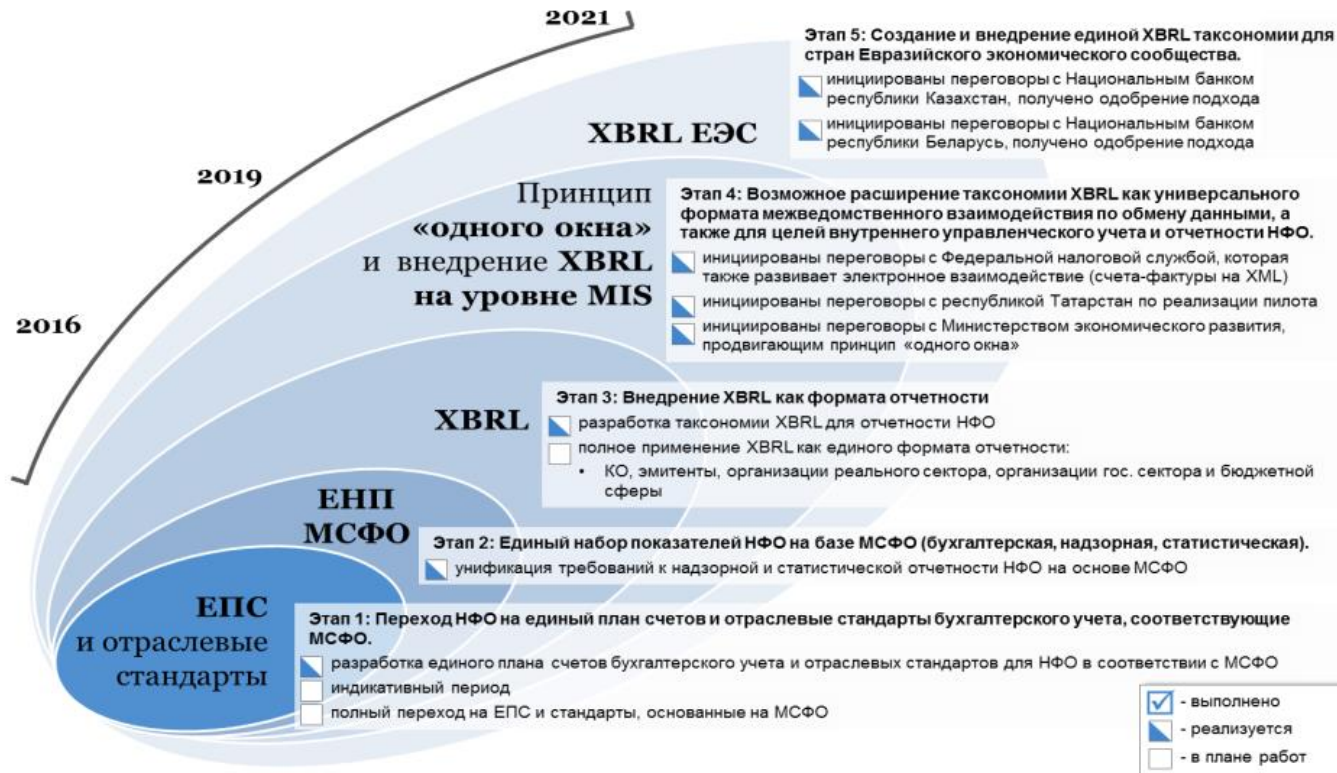 2021
2019
2016
XBRL ЕЭС
Этап 5: Создание и внедрение единой XBRL таксономии для
стран Евразийского экономического сообщества.
инициированы переговоры с Национальным банком
республики Казахстан, получено одобрение подхода
инициированы переговоры с Национальным банком
республики Беларусь, получено одобрение подхода
Принцип
«одного окна»
и внедрение XBRL
на уровне MIS
Этап 4: Возможное расширение таксономии XBRL как универсального
формата межведомственного взаимодействия по обмену данными, а
также для целей внутреннего управленческого учета и отчетности НФО.
инициированы переговоры с Федеральной налоговой службой, которая
также развивает электронное взаимодействие (счета-фактуры на XML)
инициированы переговоры с республикой Татарстан по реализации пилота
инициированы переговоры с Министерством экономического развития,
продвигающим принцип «одного окна»
XBRL
Этап 3: Внедрение XBRL как формата отчетности
разработка таксономии XBRL для отчетности НФО
полное применение XBRL как единого формата отчетности:
• КО, эмитенты, организации реального сектора, организации гос. сектора и бюджетной
сферы
ЕНП
МСФО
Этап 2: Единый набор показателей НФО на базе МСФО (бухгалтерская, надзорная, статистическая).
унификация требований к надзорной и статистической отчетности НФО на основе МСФО
ЕПС
и отраслевые
стандарты
Этап 1: Переход НФО на единый план счетов и отраслевые стандарты бухгалтерского учета, соответствующие
МСФО.
разработка единого плана счетов бухгалтерского учета и отраслевых стандартов для НФО в соответствии с МСФО
индикативный период
полный переход на ЕПС и стандарты, основанные на МСФО
- выполнено
- реализуется
- в плане работ